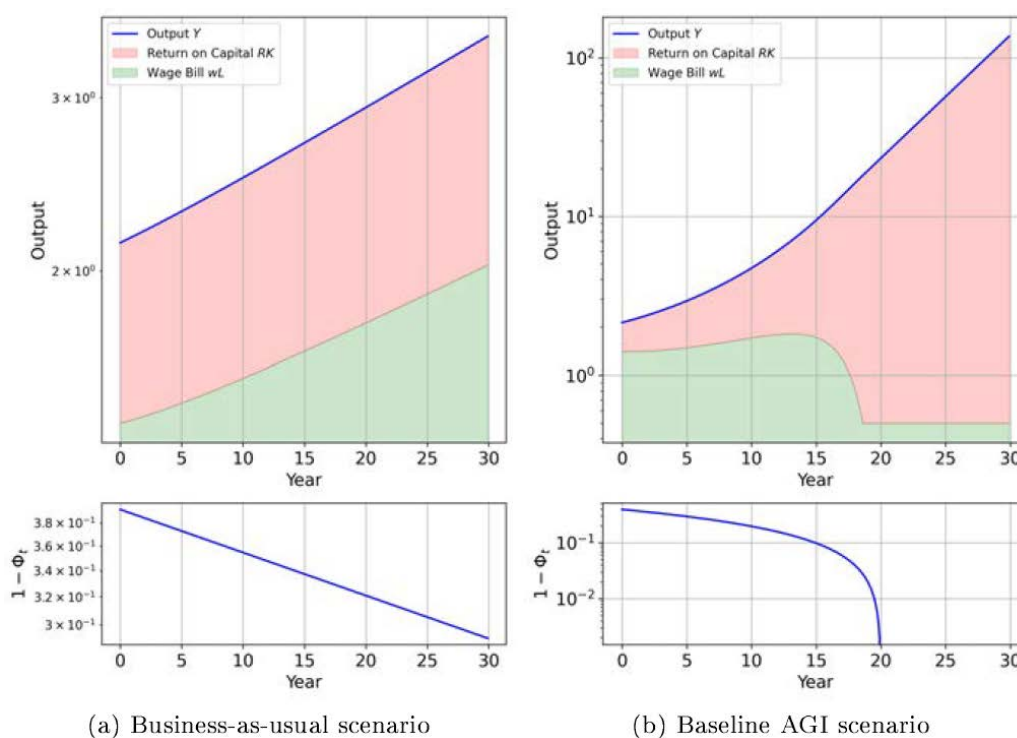 Output Y
Return on Capital RK
Wage Bill wL
3 × 10⁰
2 × 10⁰
Output
0 5 10 15 20 25 30
Year
3.8 × 10⁻¹
3.6 × 10⁻¹
3.4 × 10⁻¹
3.2 × 10⁻¹
3 × 10⁻¹
1 − Φt
0 5 10 15 20 25 30
Year
(a) Business-as-usual scenario
Output Y
Return on Capital RK
Wage Bill wL
10²
10¹
10⁰
Output
0 5 10 15 20 25 30
Year
10⁻¹
10⁻²
1 − Φt
0 5 10 15 20 25 30
Year
(b) Baseline AGI scenario